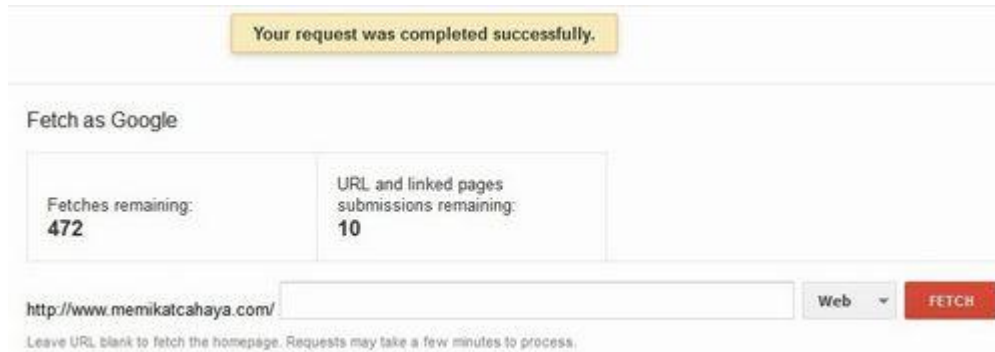 Your request was completed successfully.
Fetch as Google
Fetches remaining:
472
URL and linked pages
submissions remaining:
10
http://www.memikatcahaya.com/
Web
FETCH
Leave URL blank to fetch the homepage. Requests may take a few minutes to process.